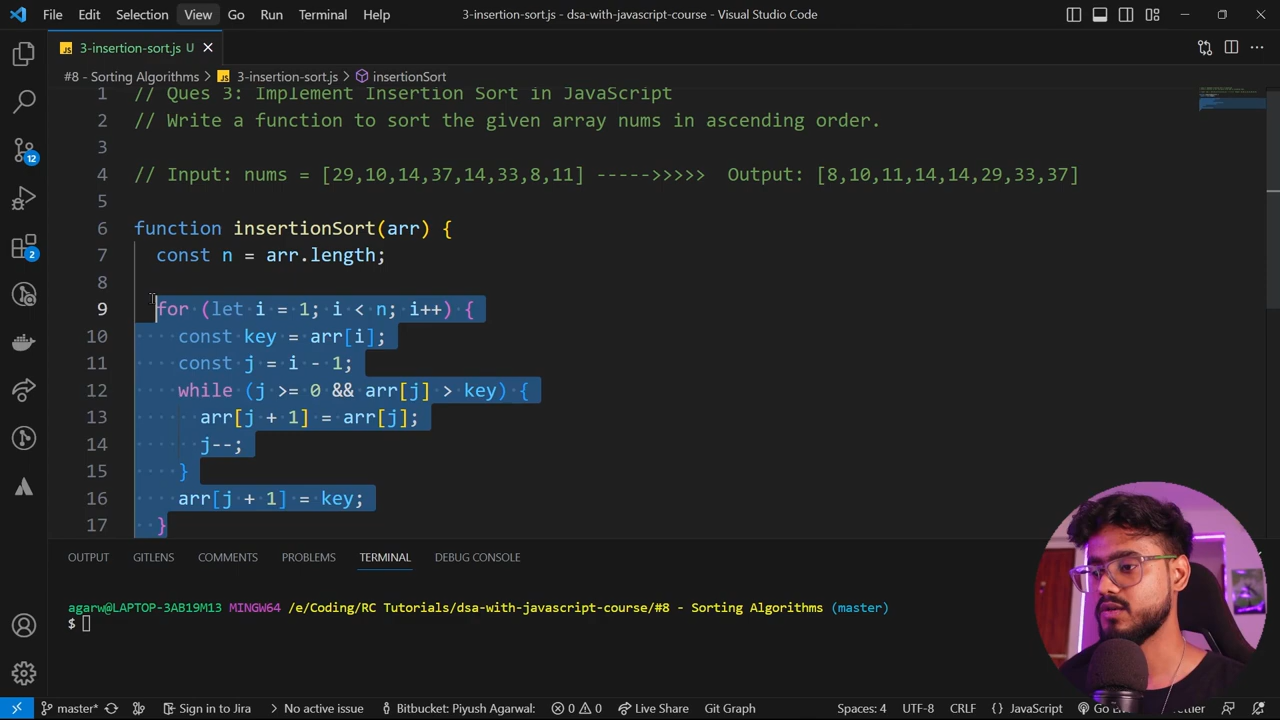 File Edit Selection View Go Run Terminal Help 3-insertion-sort.js - dsa-with-javascript-course - Visual Studio Code
JS 3-insertion-sort.js U
#8 - Sorting Algorithms > JS 3-insertion-sort.js > insertionSort
1 // Ques 3: Implement Insertion Sort in JavaScript
2 // Write a function to sort the given array nums in ascending order.
3
4 // Input: nums = [29,10,14,37,14,33,8,11] ----->>>>> Output: [8,10,11,14,14,29,33,37]
5
6 function insertionSort(arr) {
7 const n = arr.length;
8
9 for (let i = 1; i < n; i++) {
10 const key = arr[i];
11 const j = i - 1;
12 while (j >= 0 && arr[j] > key) {
13 arr[j + 1] = arr[j];
14 j--;
15 }
16 arr[j + 1] = key;
17 }
12
2
OUTPUT GITLENS COMMENTS PROBLEMS TERMINAL DEBUG CONSOLE
agarw@LAPTOP-3AB19M13 MINGW64 /e/Coding/RC Tutorials/dsa-with-javascript-course/#8 - Sorting Algorithms (master)
$
master* Sign in to Jira No active issue Bitbucket: Piyush Agarwal: 0 0 Live Share Git Graph Spaces: 4 UTF-8 CRLF {} JavaScript Go